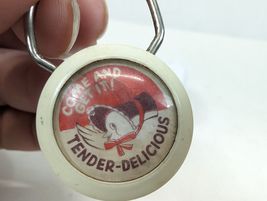 COME AND
GET IT!
TENDER-DELICIOUS